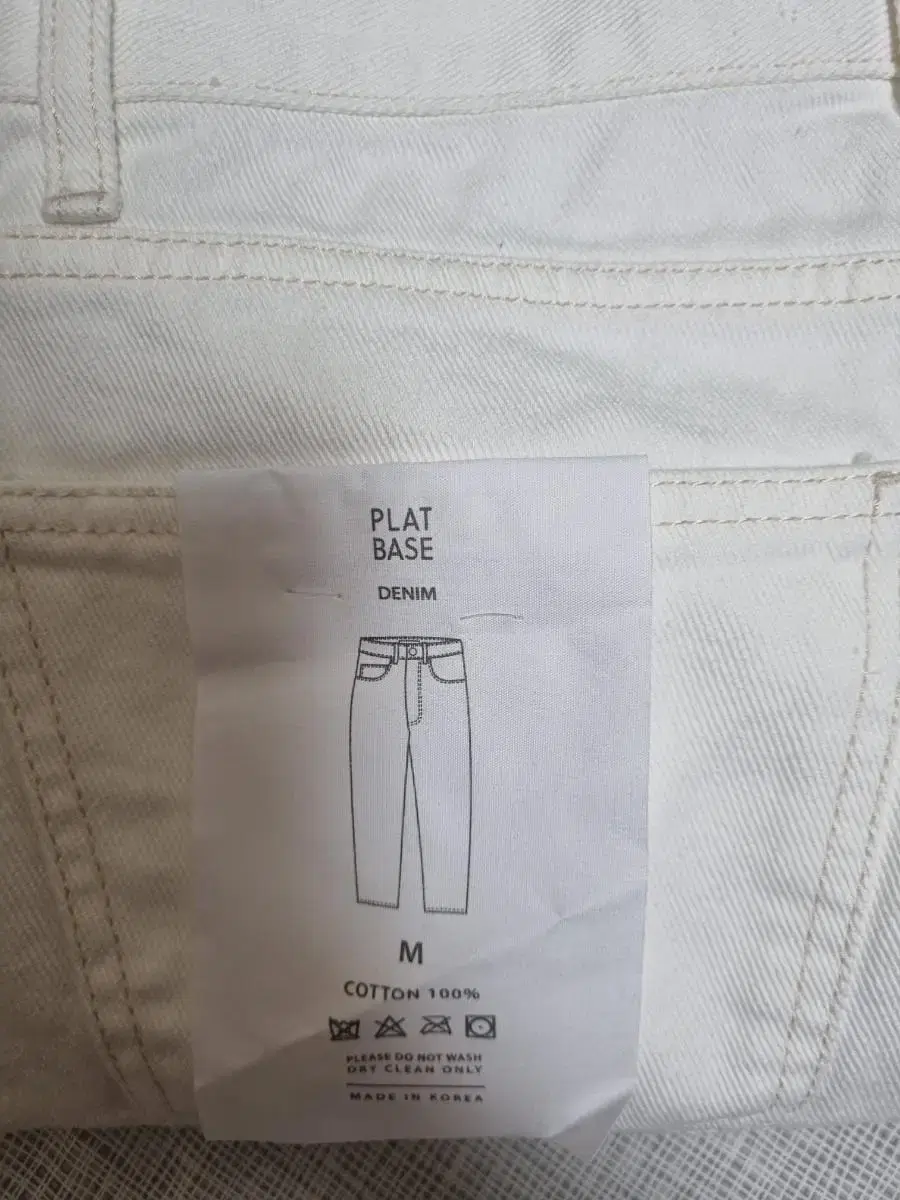 PLAT
BASE
DENIM
M
COTTON 100%
PLEASE DO NOT WASH
DRY CLEAN ONLY
MADE IN KOREA